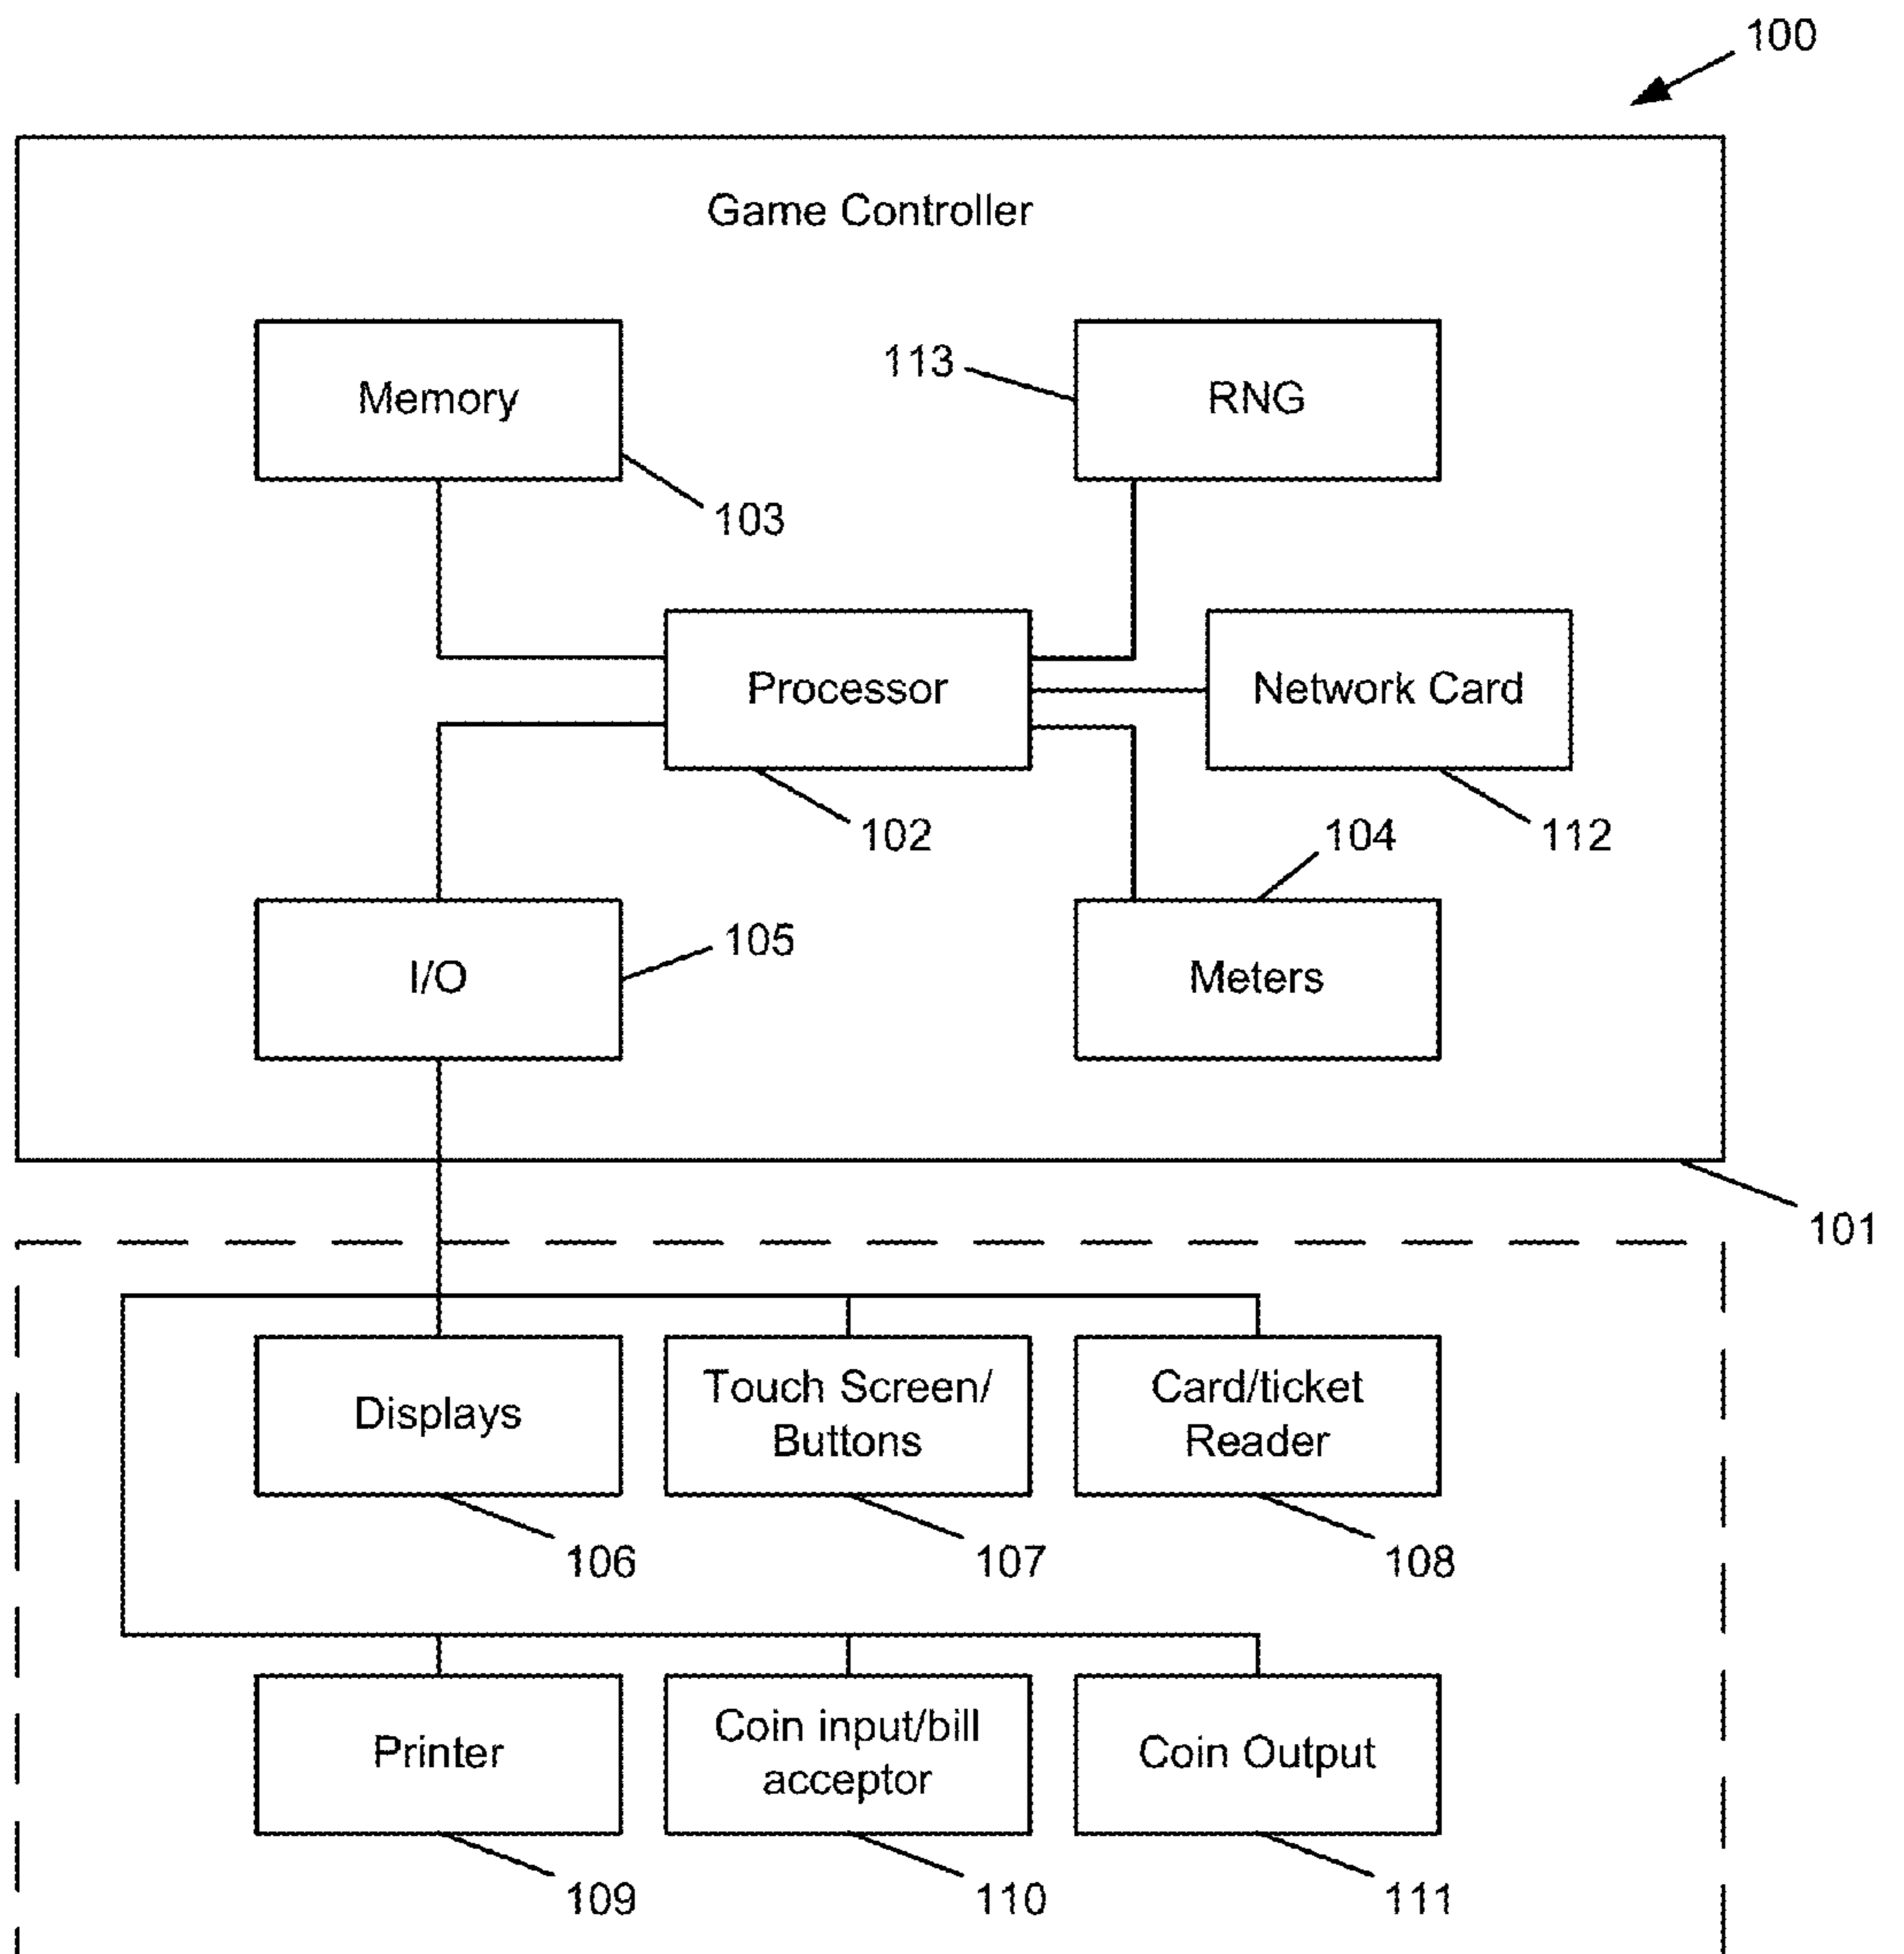 100
Game Controller
Memory
113
RNG
103
Processor
Network Card
102
104
112
105
I/O
Meters
101
Displays
Touch Screen/
Buttons
Card/ticket
Reader
106
107
108
Printer
Coin input/bill
acceptor
Coin Output
109
110
111